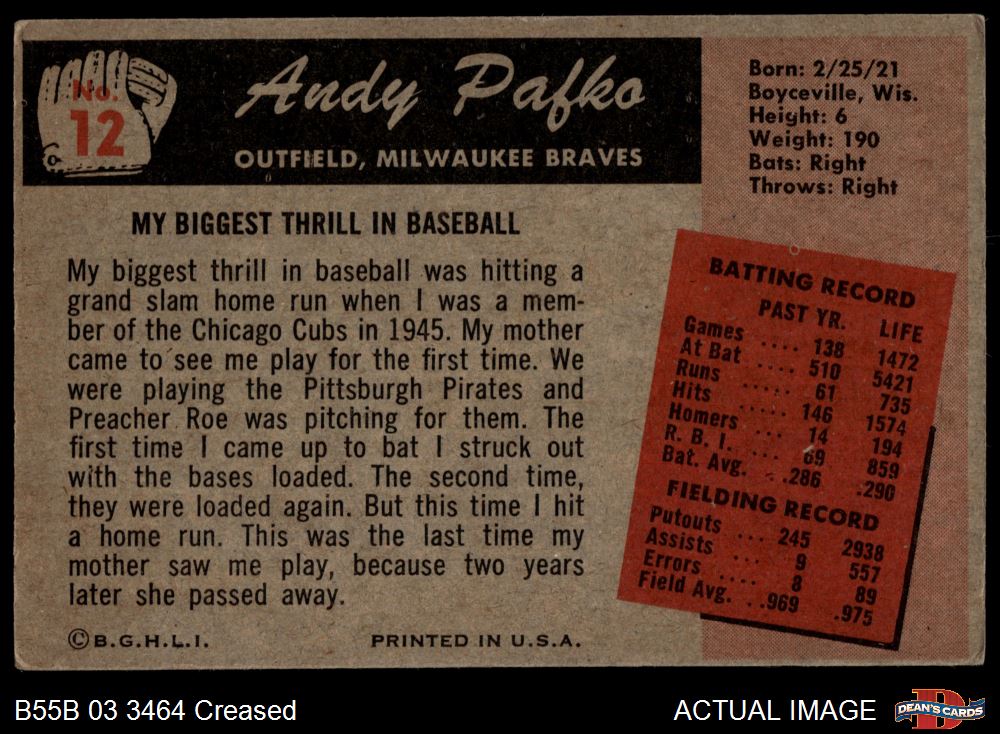 No.
12
Andy Pafko
OUTFIELD, MILWAUKEE BRAVES
Born: 2/25/21
Boyceville, Wis.
Height: 6
Weight: 190
Bats: Right
Throws: Right
MY BIGGEST THRILL IN BASEBALL
My biggest thrill in baseball was hitting a
grand slam home run when I was a mem-
ber of the Chicago Cubs in 1945. My mother
came to see me play for the first time. We
were playing the Pittsburgh Pirates and
Preacher Roe was pitching for them. The
first time I came up to bat I struck out
with the bases loaded. The second time,
they were loaded again. But this time I hit
a home run. This was the last time my
mother saw me play, because two years
later she passed away.
©B.G.H.L.I. PRINTED IN U.S.A.
BATTING RECORD
PAST YR. LIFE
Games .... 138 1472
At Bat .... 510 5421
Runs ..... 61 735
Hits ..... 146 1574
Homers ... 14 194
R. B. I. ... 69 859
Bat. Avg. . .286 .290
FIELDING RECORD
Putouts ... 245 2938
Assists ... 9 557
Errors .... 8 89
Field Avg. . .969 .975
B55B 03 3464 Creased
ACTUAL IMAGE
D
DEAN'S CARDS